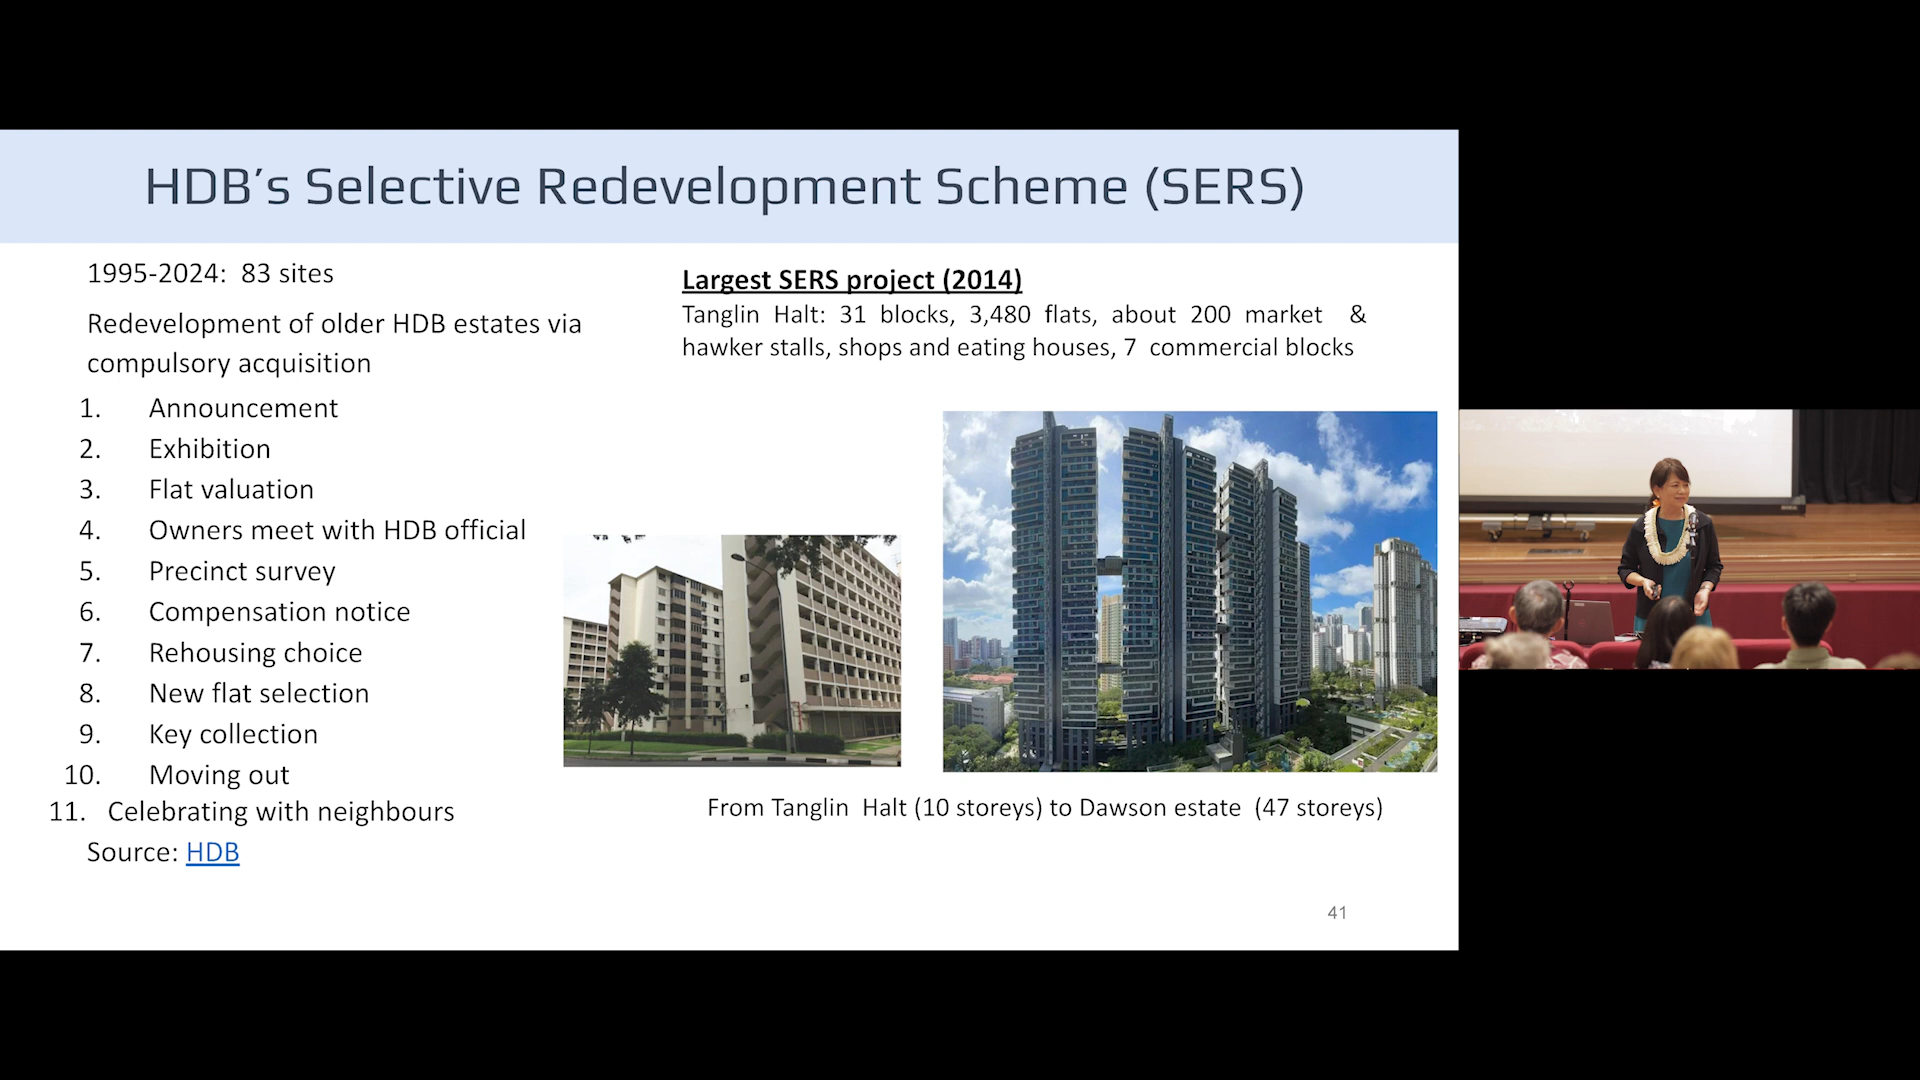 HDB’s Selective Redevelopment Scheme (SERS)
1995-2024: 83 sites
Redevelopment of older HDB estates via
compulsory acquisition
1. Announcement
2. Exhibition
3. Flat valuation
4. Owners meet with HDB official
5. Precinct survey
6. Compensation notice
7. Rehousing choice
8. New flat selection
9. Key collection
10. Moving out
11. Celebrating with neighbours
Source: HDB
Largest SERS project (2014)
Tanglin Halt: 31 blocks, 3,480 flats, about 200 market &
hawker stalls, shops and eating houses, 7 commercial blocks
From Tanglin Halt (10 storeys) to Dawson estate (47 storeys)
41